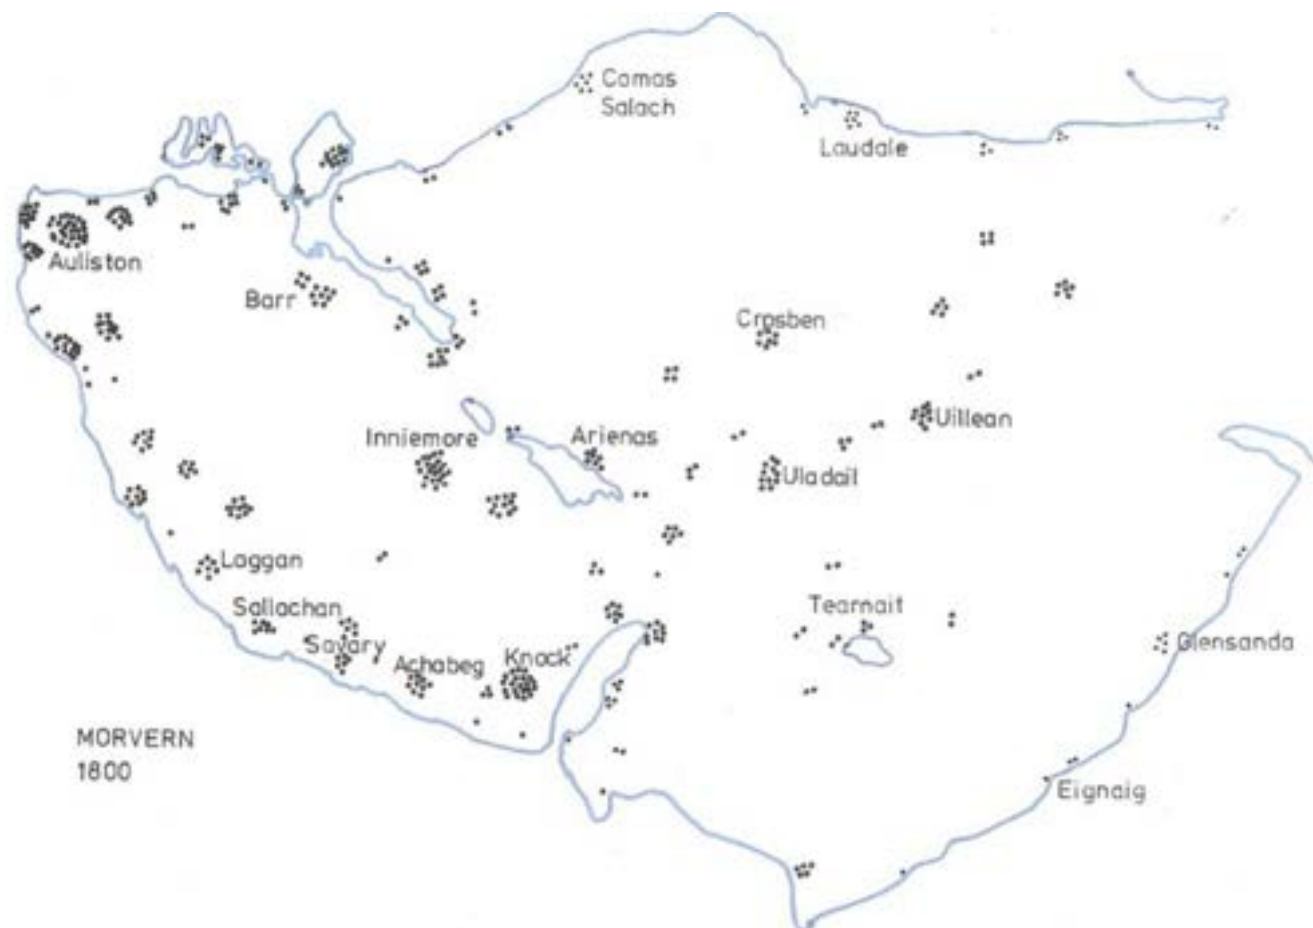 Camas
Salach
Laudale
Auliston
Barr
Crosben
Uillean
Inniemore
Arienas
Uladail
Laggan
Sallachan
Savary
Achabeg
Knock
Tearnait
Glensanda
Eignaig
MORVERN
1800